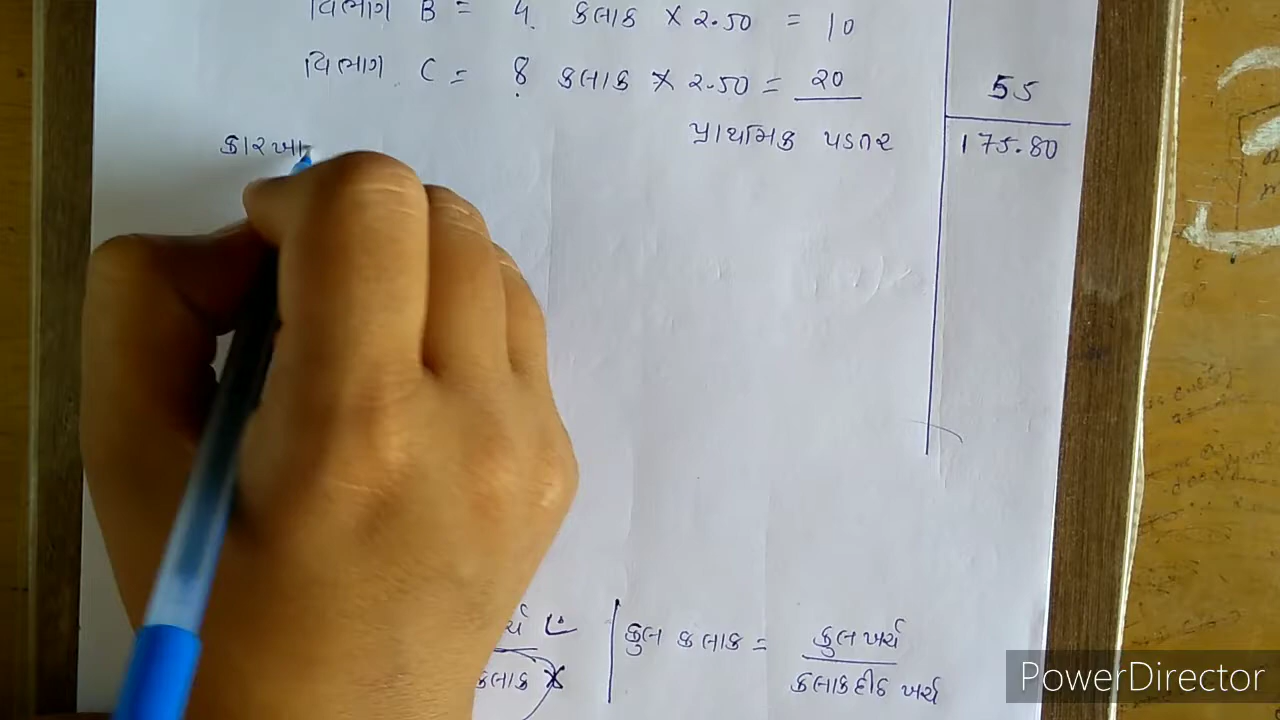 વિભાગ B = 4 કલાક × 2.50 = 10
વિભાગ C = 8 કલાક × 2.50 = 20 55
પ્રાથમિક પડતર 175.80
કારખા
ર્ચ
કલાક ×
કુલ કલાક = કુલ ખર્ચ
કલાકદીઠ ખર્ચ
PowerDirector